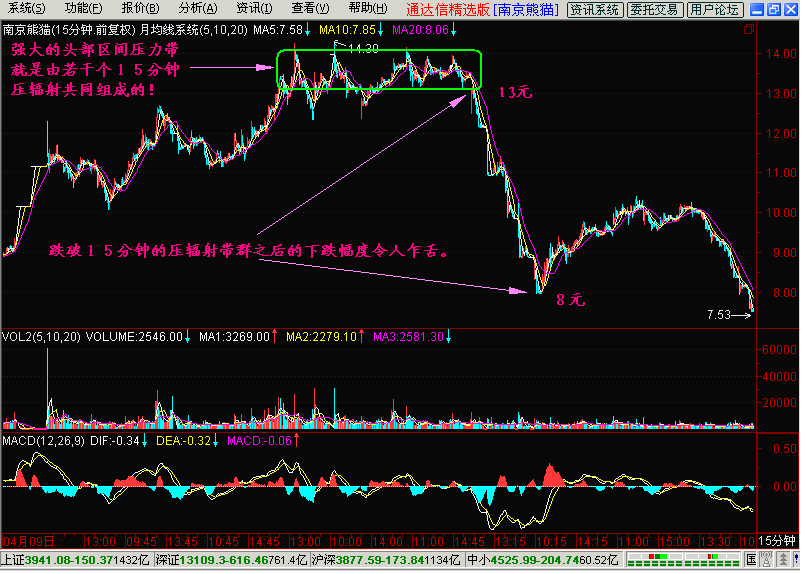 系统(S) 功能(F) 报价(B) 分析(A) 资讯(I) 查看(V) 帮助(H) 通达信精选版 [南京熊猫] 资讯系统 委托交易 用户论坛
南京熊猫(15分钟.前复权) 月均线系统(5,10,20) MA5:7.58↓ MA10:7.85↓ MA20:8.06↓
强大的头部区间压力带
就是由若干个15分钟
压辐射共同组成的!
14.39
13元
跌破15分钟的压辐射带群之后的下跌幅度令人乍舌。
8元
7.53
14.00
13.00
12.00
11.00
10.00
9.00
8.00
VOL2(5,10,20) VOLUME:2546.00↓ MA1:3269.00↑ MA2:2279.10↑ MA3:2581.30↓
60000
40000
20000
MACD(12,26,9) DIF:-0.34↓ DEA:-0.32↓ MACD:-0.06↑
0.50
0.00
04月09日 13:00 09:45 13:45 10:30 14:15 10:00 14:00 11:00 14:45 13:15 10:15 14:15 11:00 15:00 13:30 10 15分钟
上证3941.08-150.371432亿 深证13109.3-616.46761.4亿 沪深3877.59-173.841134亿 中小4525.99-204.7460.52亿 国